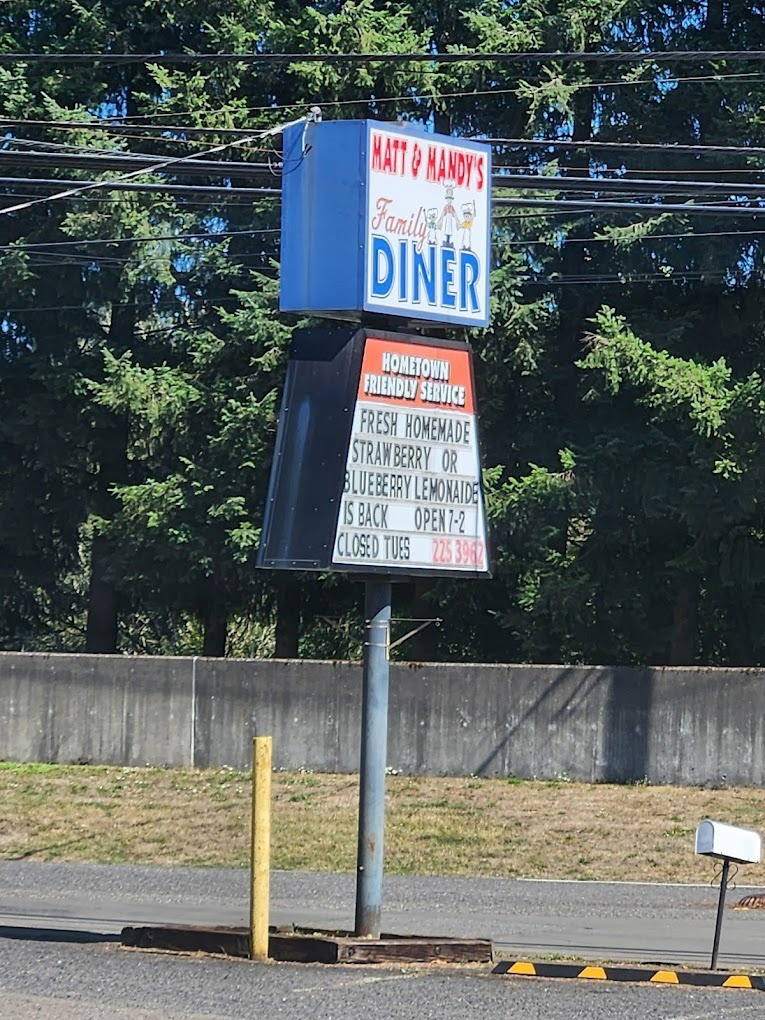 MATT & MANDY'S
Family
DINER
HOMETOWN
FRIENDLY SERVICE
FRESH HOMEMADE
STRAWBERRY OR
BLUEBERRY LEMONAIDE
IS BACK OPEN 7-2
CLOSED TUES 225 3962